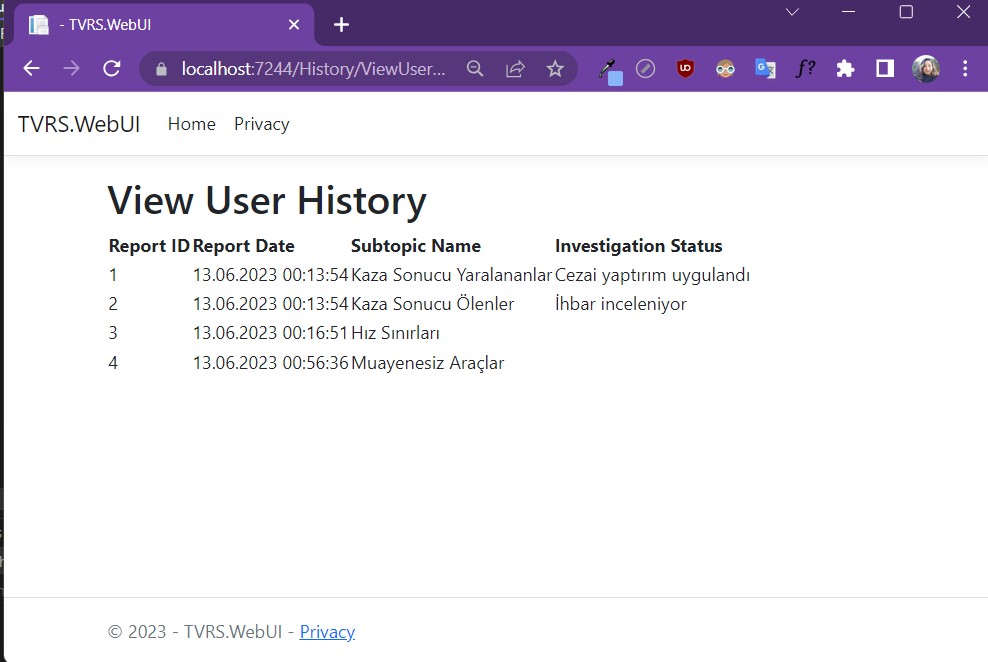 - TVRS.WebUI
localhost:7244/History/ViewUser...
TVRS.WebUI Home Privacy
View User History
Report ID Report Date Subtopic Name Investigation Status
1 13.06.2023 00:13:54 Kaza Sonucu Yaralananlar Cezai yaptırım uygulandı
2 13.06.2023 00:13:54 Kaza Sonucu Ölenler İhbar inceleniyor
3 13.06.2023 00:16:51 Hız Sınırları
4 13.06.2023 00:56:36 Muayenesiz Araçlar
© 2023 - TVRS.WebUI - Privacy